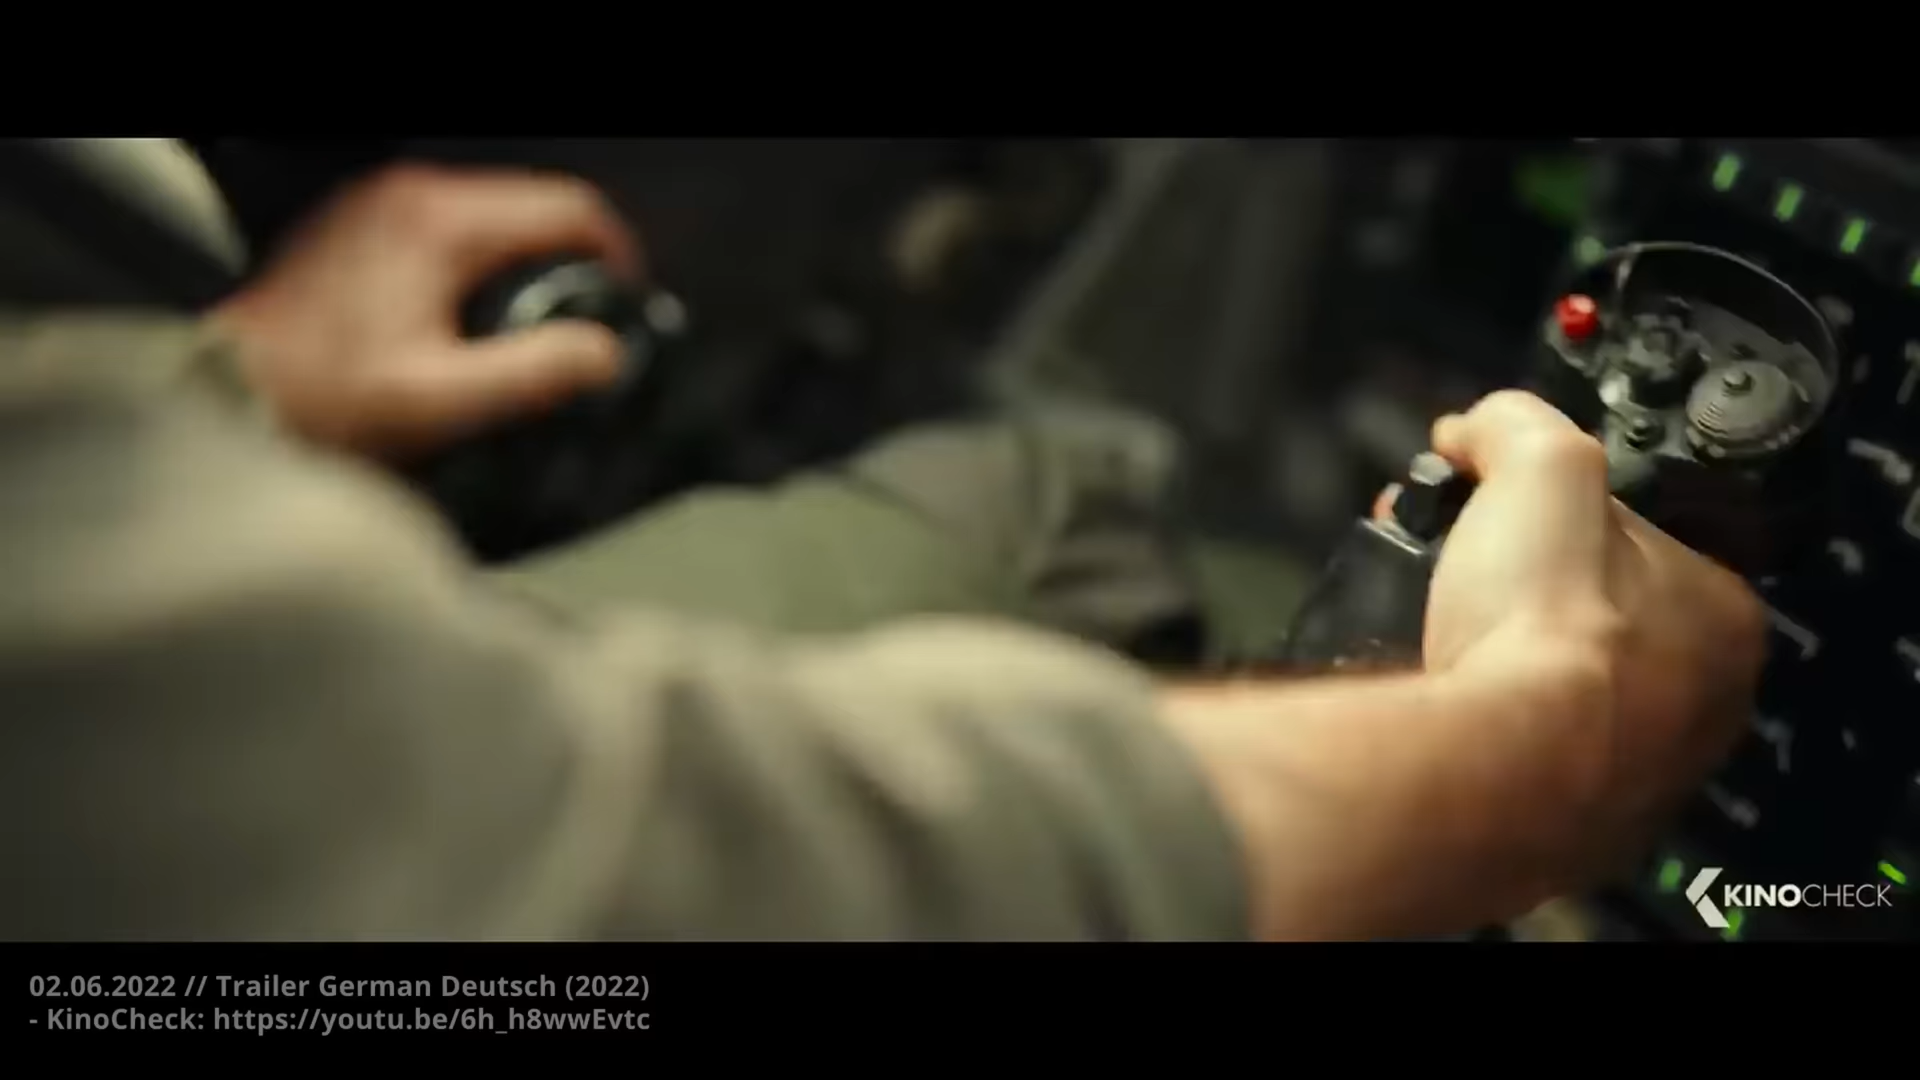 KINOCHECK
02.06.2022 // Trailer German Deutsch (2022)
- KinoCheck: https://youtu.be/6h_h8wwEvtc